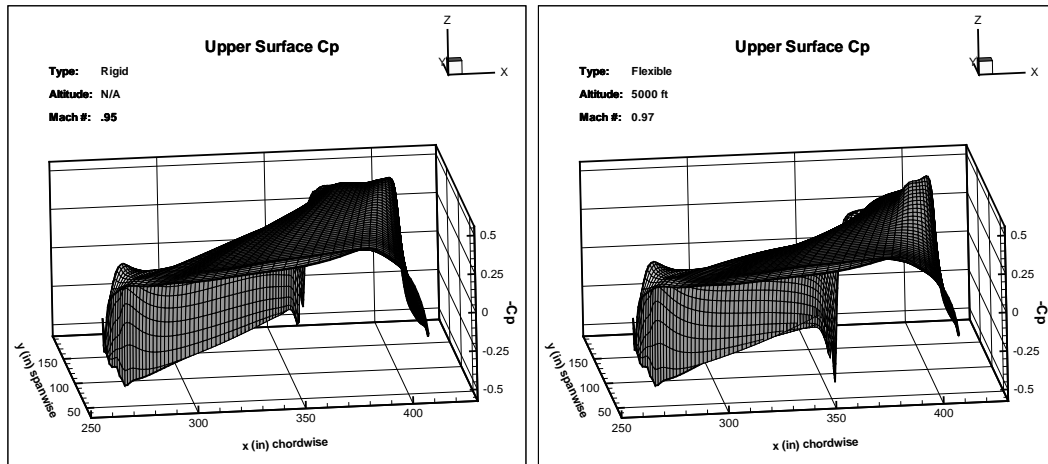 Z
X
Y
Upper Surface Cp
Type: Rigid
Altitude: N/A
Mach #: .95
0.5
0.25
0
-0.25
-0.5
-Cp
150
100
50
y (in) spanwise
250
300
350
400
x (in) chordwise
Z
X
Y
Upper Surface Cp
Type: Flexible
Altitude: 5000 ft
Mach #: 0.97
0.5
0.25
0
-0.25
-0.5
-Cp
150
100
50
y (in) spanwise
250
300
350
400
x (in) chordwise